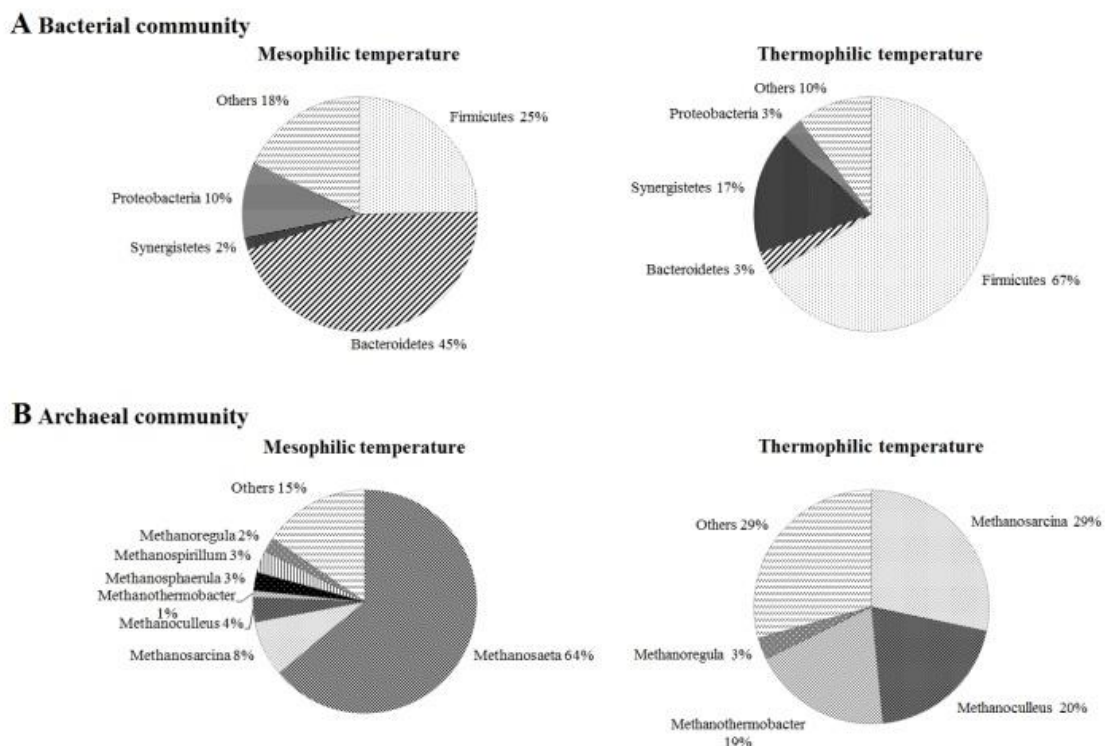 A Bacterial community
Mesophilic temperature
Others 18%
Firmicutes 25%
Proteobacteria 10%
Synergistetes 2%
Bacteroidetes 45%
Thermophilic temperature
Others 10%
Proteobacteria 3%
Synergistetes 17%
Bacteroidetes 3%
Firmicutes 67%
B Archaeal community
Mesophilic temperature
Others 15%
Methanoregula 2%
Methanospirillum 3%
Methanosphaerula 3%
Methanothermobacter
1%
Methanoculleus 4%
Methanosarcina 8%
Methanosaeta 64%
Thermophilic temperature
Others 29%
Methanosarcina 29%
Methanoregula 3%
Methanothermobacter
19%
Methanoculleus 20%